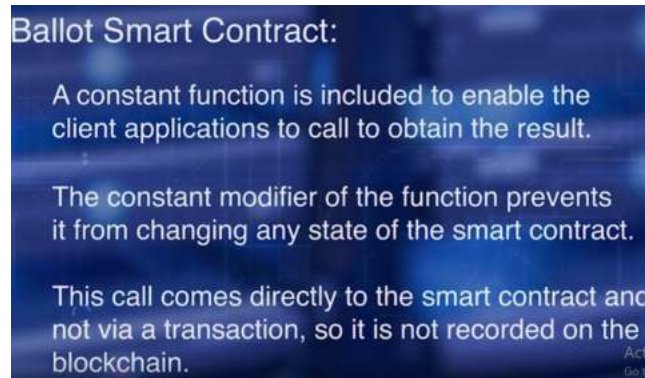 Ballot Smart Contract:
A constant function is included to enable the
client applications to call to obtain the result.
The constant modifier of the function prevents
it from changing any state of the smart contract.
This call comes directly to the smart contract and
not via a transaction, so it is not recorded on the
blockchain.